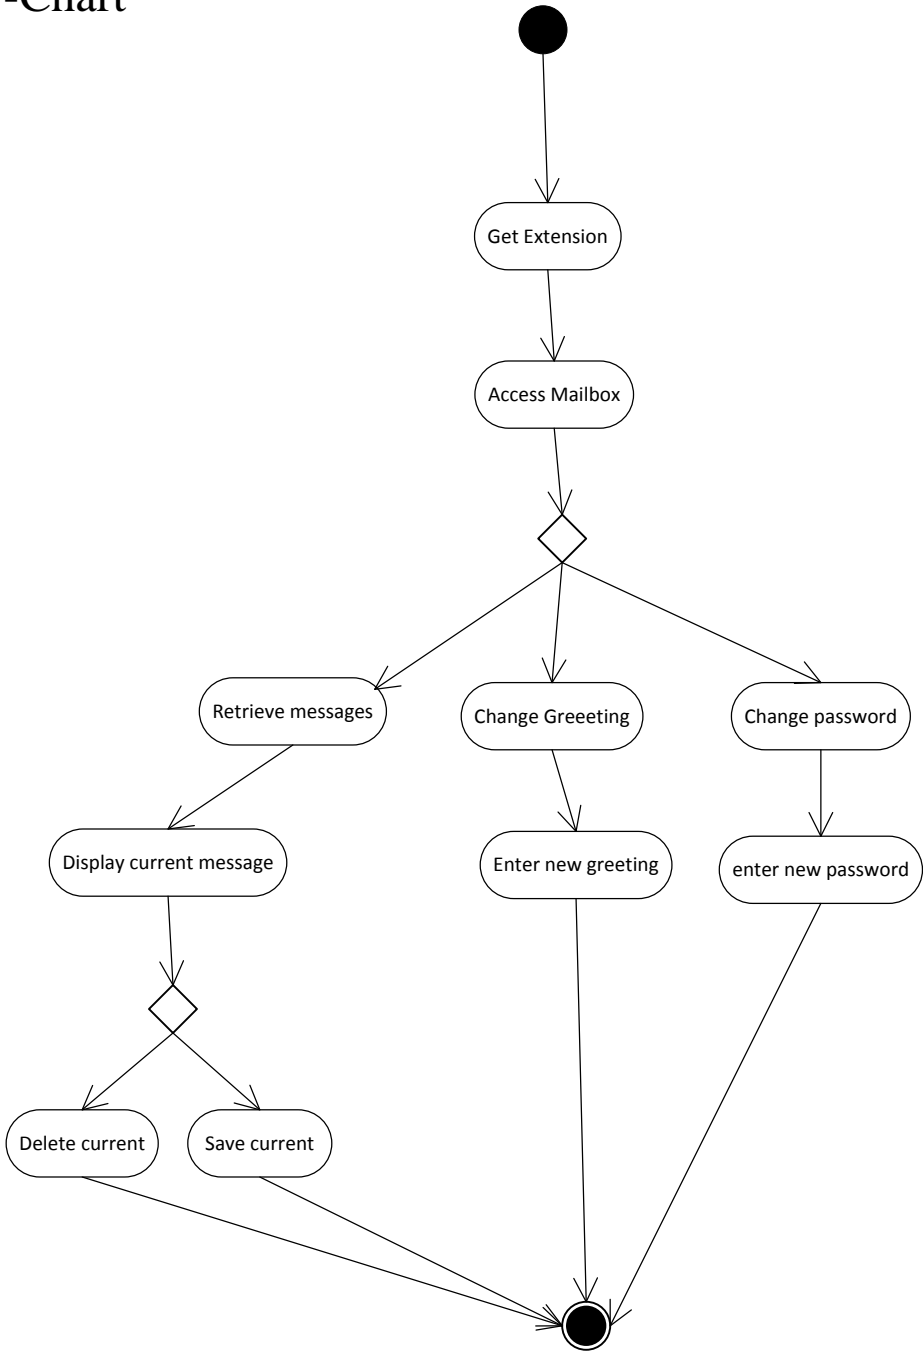 -Chart
Get Extension
Access Mailbox
Retrieve messages
Change Greeeting
Change password
Display current message
Enter new greeting
enter new password
Delete current
Save current